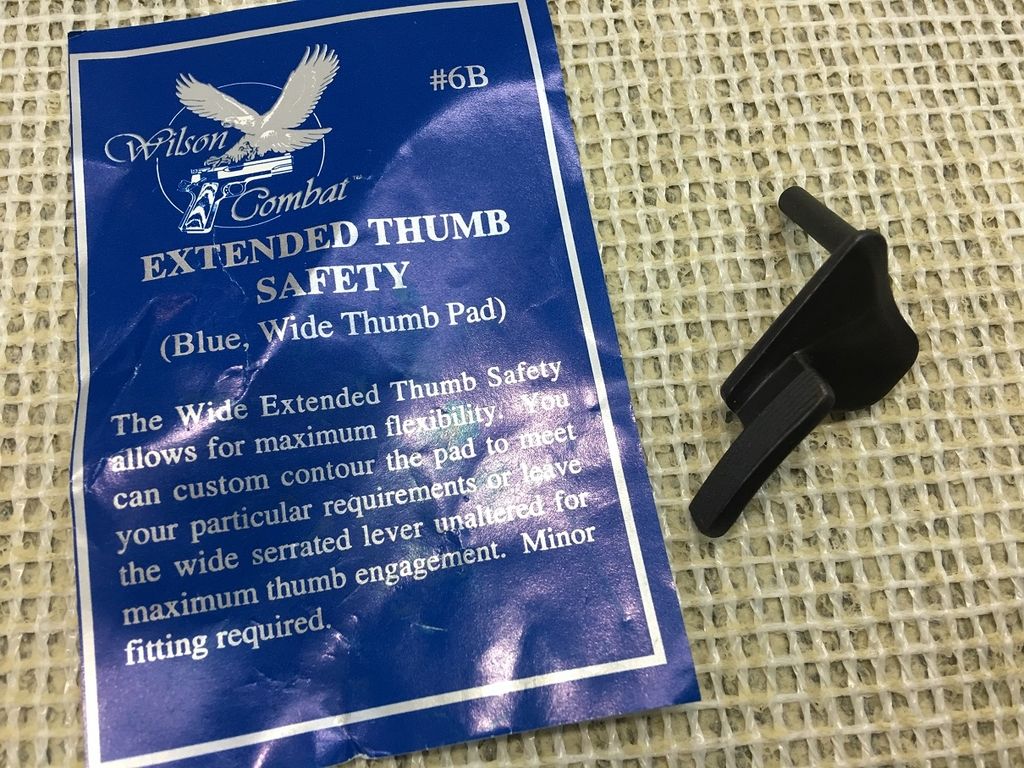 #6B
Wilson
Combat™
EXTENDED THUMB
SAFETY
(Blue, Wide Thumb Pad)
The Wide Extended Thumb Safety
allows for maximum flexibility. You
can custom contour the pad to meet
your particular requirements or leave
the wide serrated lever unaltered for
maximum thumb engagement. Minor
fitting required.